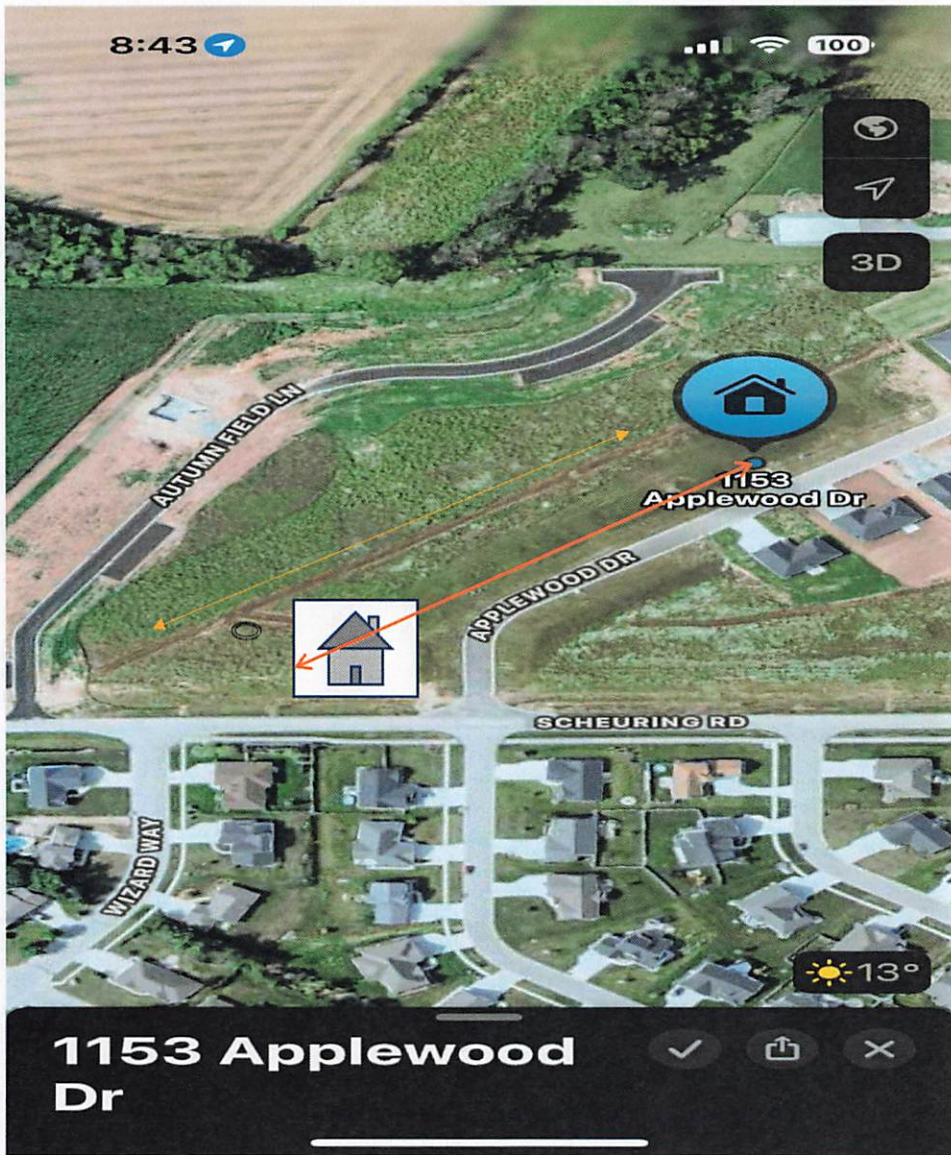 8:43
100
3D
AUTUMN FIELD LN
1153
Applewood Dr
APPLEWOOD DR
SCHEURING RD
WIZARD WAY
13°
1153 Applewood
Dr